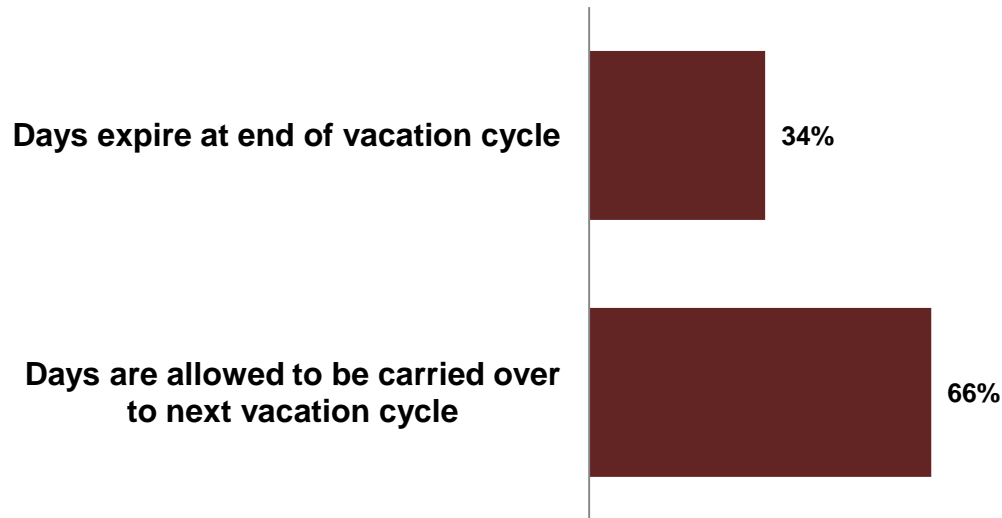 Days expire at end of vacation cycle
34%
Days are allowed to be carried over
to next vacation cycle
66%